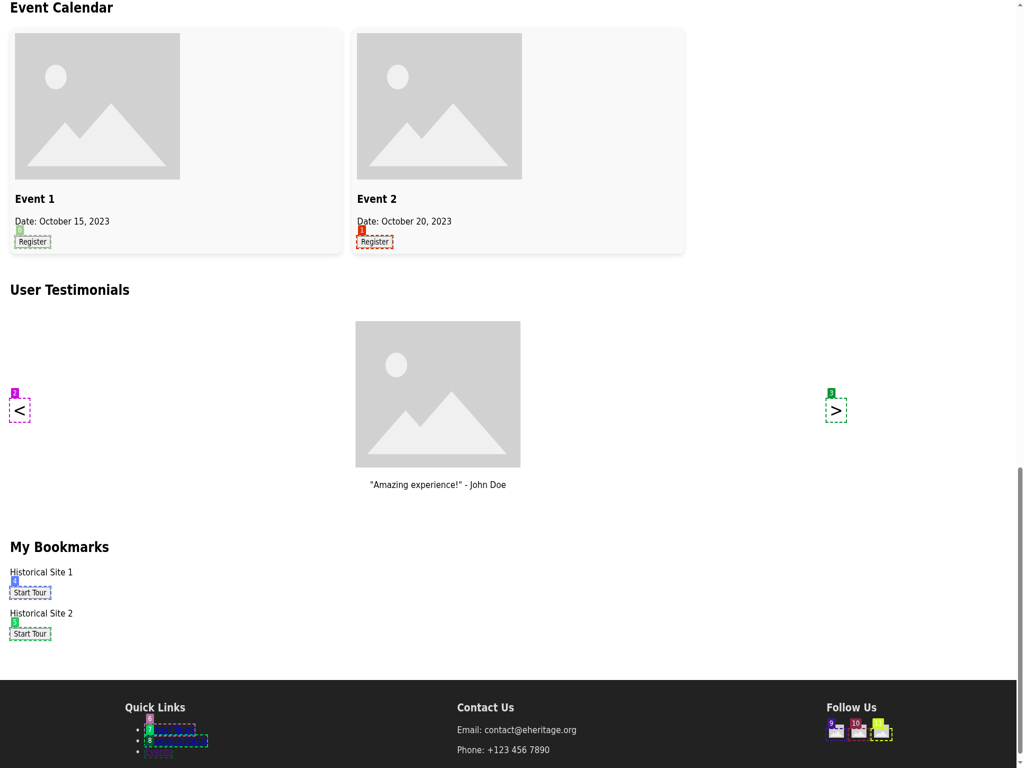 Event Calendar
Event 1
Date: October 15, 2023
0
Register
Event 2
Date: October 20, 2023
1
Register
User Testimonials
2
<
3
>
"Amazing experience!" - John Doe
My Bookmarks
Historical Site 1
4
Start Tour
Historical Site 2
5
Start Tour
Quick Links
6
7
8
Contact Us
Email: contact@eheritage.org
Phone: +123 456 7890
Follow Us
9
10
11